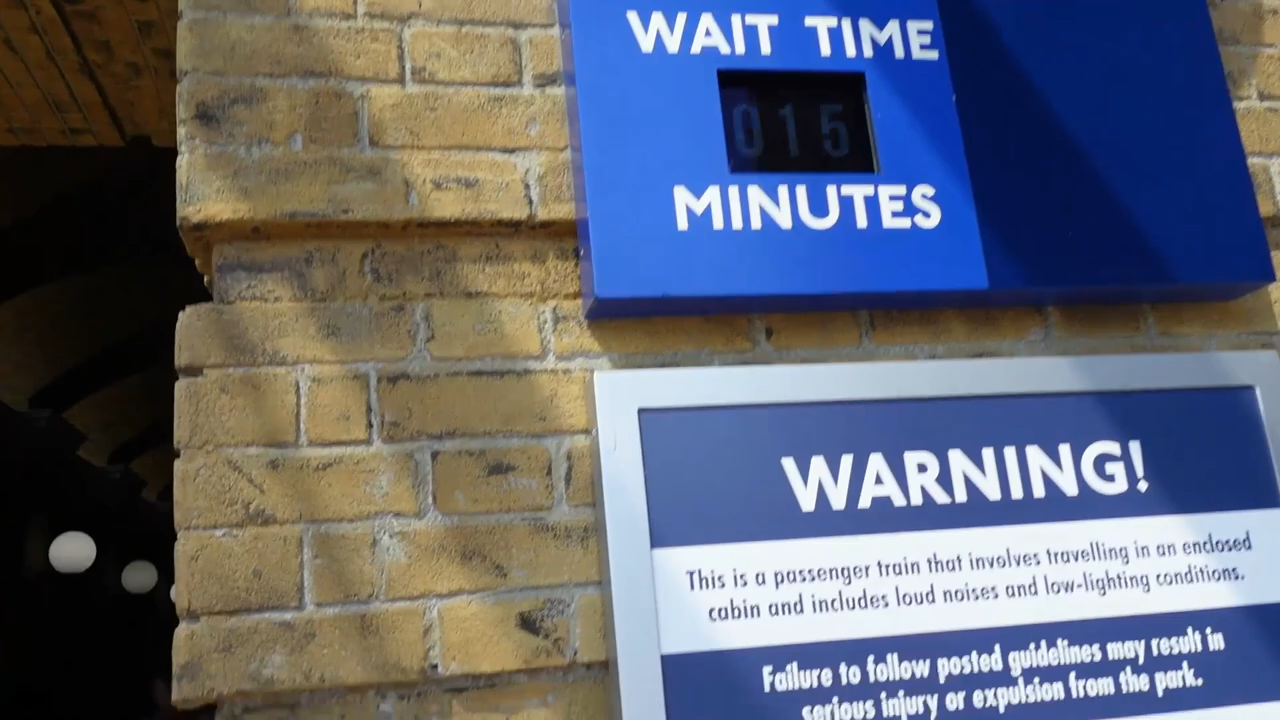 WAIT TIME
015
MINUTES
WARNING!
This is a passenger train that involves travelling in an enclosed
cabin and includes loud noises and low-lighting conditions.
Failure to follow posted guidelines may result in
serious injury or expulsion from the park.